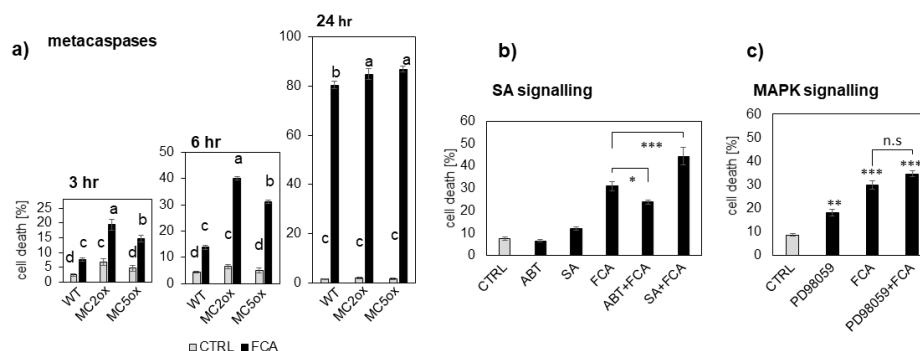 a) metacaspases
24 hr
100
80
60
40
20
0
b
a
a
c
c
c
WT
MC2ox
MC5ox
6 hr
50
40
30
20
10
0
d
c
c
a
d
b
WT
MC2ox
MC5ox
3 hr
cell death [%]
25
20
15
10
5
0
d
c
c
a
d
b
WT
MC2ox
MC5ox
CTRL FCA
b)
SA signalling
cell death [%]
60
50
40
30
20
10
0
***
*
CTRL
ABT
SA
FCA
ABT+FCA
SA+FCA
c)
MAPK signalling
cell death [%]
60
50
40
30
20
10
0
n.s
**
***
***
CTRL
PD98059
FCA
PD98059+FCA